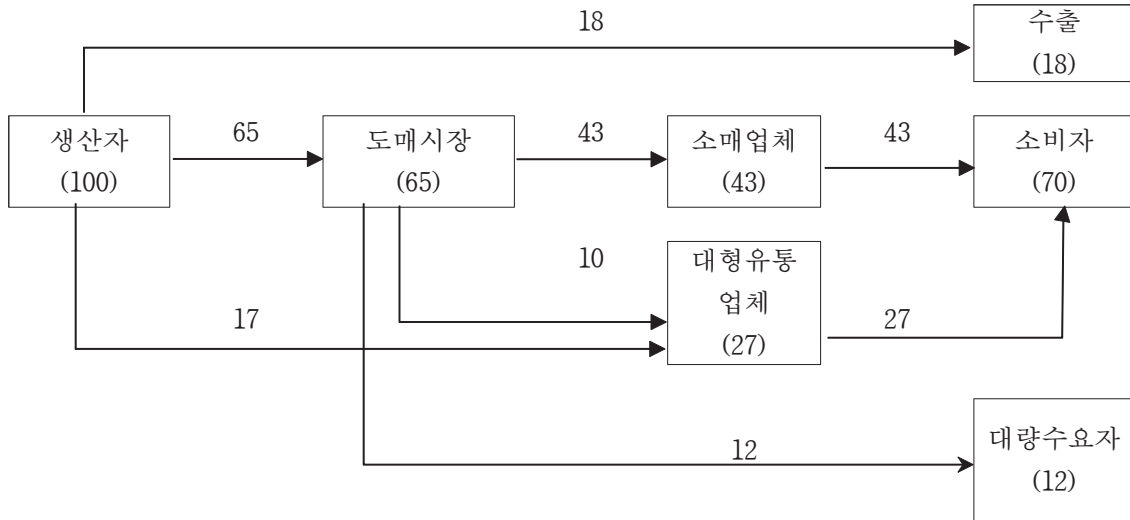 18
수출
(18)
생산자
(100)
65
도매시장
(65)
43
소매업체
(43)
43
소비자
(70)
10
대형유통
업체
(27)
17
27
12
대량수요자
(12)